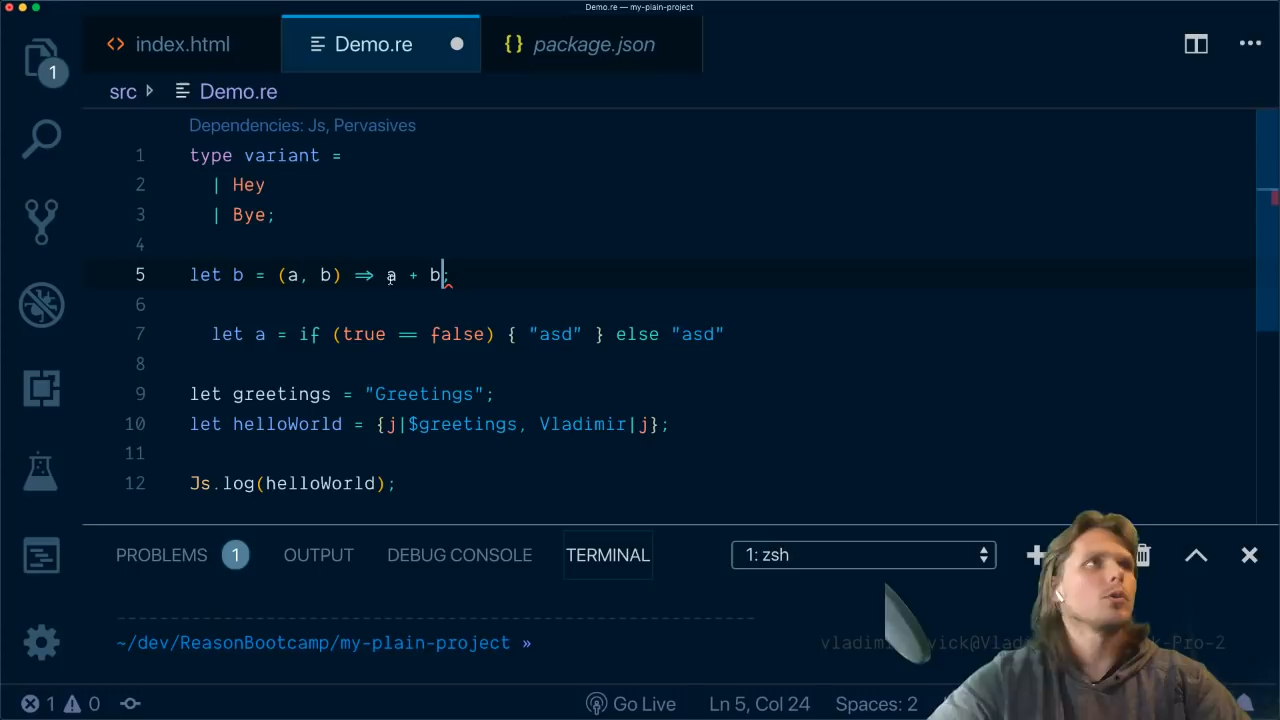 Demo.re — my-plain-project
index.html
Demo.re
{} package.json
1
src
Demo.re
Dependencies: Js, Pervasives
1 type variant =
2 | Hey
3 | Bye;
4
5 let b = (a, b) => a + b;
6
7 let a = if (true == false) { "asd" } else "asd"
8
9 let greetings = "Greetings";
10 let helloWorld = {j|$greetings, Vladimir|j};
11
12 Js.log(helloWorld);
PROBLEMS 1 OUTPUT DEBUG CONSOLE TERMINAL 1: zsh
~/dev/ReasonBootcamp/my-plain-project »
1 0 Go Live Ln 5, Col 24 Spaces: 2